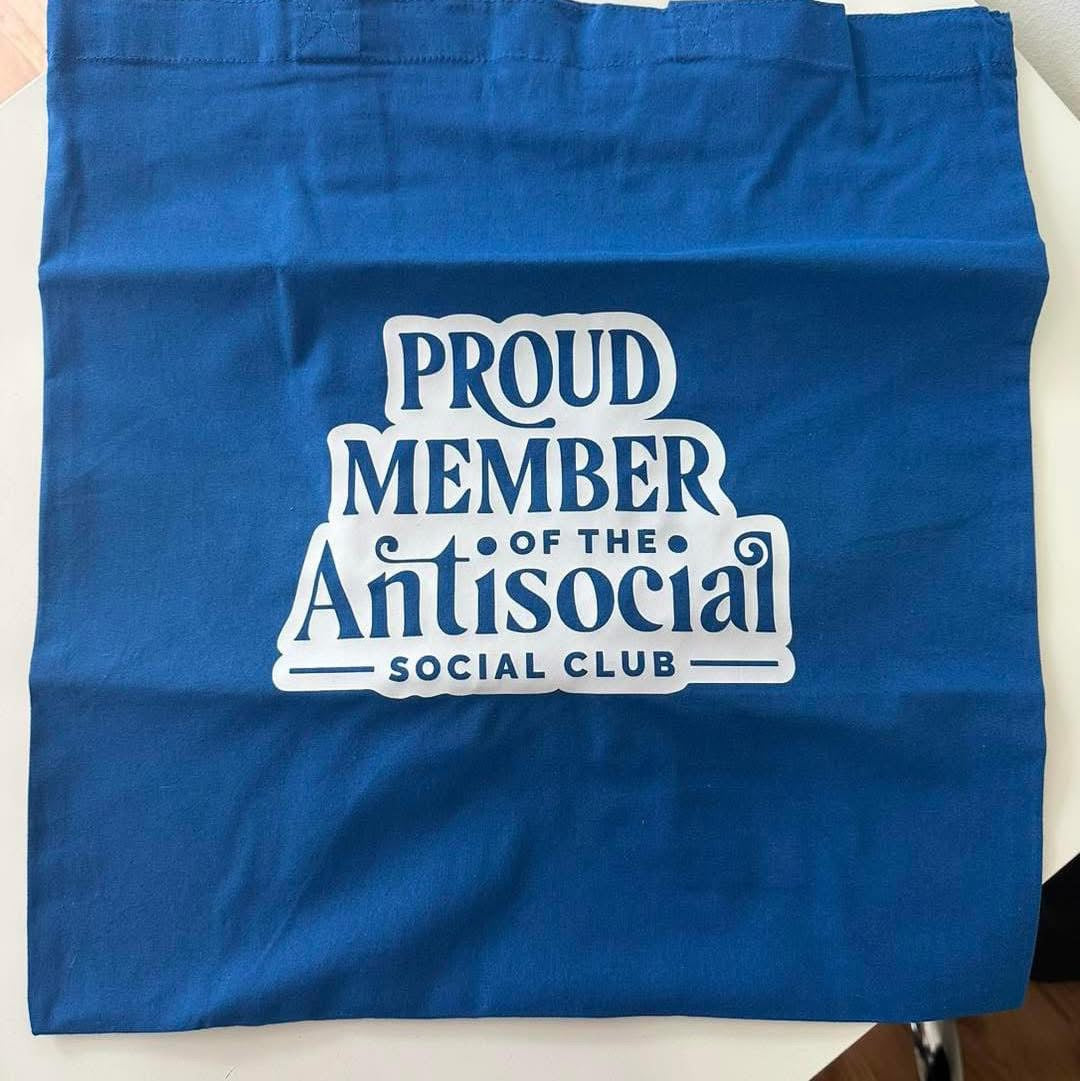 PROUD
MEMBER
•OF THE•
Antisocial
SOCIAL CLUB